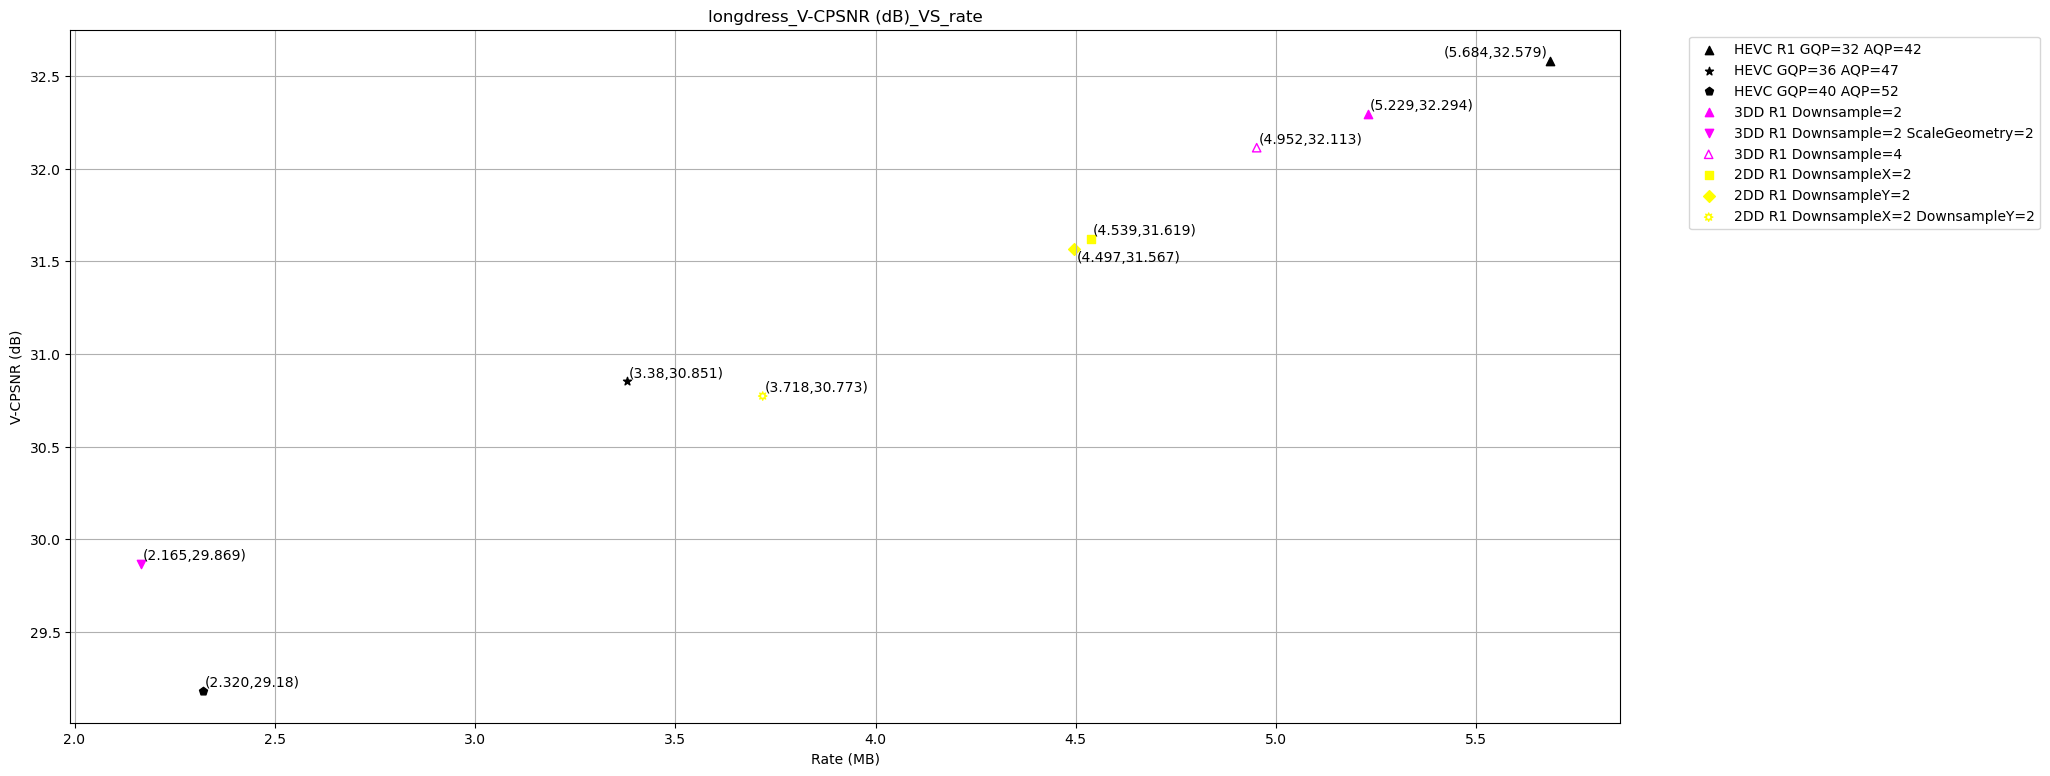 longdress_V-CPSNR (dB)_VS_rate
32.5
32.0
31.5
31.0
30.5
30.0
29.5
V-CPSNR (dB)
(5.684,32.579)
(5.229,32.294)
(4.952,32.113)
(4.539,31.619)
(4.497,31.567)
(3.38,30.851)
(3.718,30.773)
(2.165,29.869)
(2.320,29.18)
2.0
2.5
3.0
3.5
4.0
4.5
5.0
5.5
Rate (MB)
HEVC R1 GQP=32 AQP=42
HEVC GQP=36 AQP=47
HEVC GQP=40 AQP=52
3DD R1 Downsample=2
3DD R1 Downsample=2 ScaleGeometry=2
3DD R1 Downsample=4
2DD R1 DownsampleX=2
2DD R1 DownsampleY=2
2DD R1 DownsampleX=2 DownsampleY=2